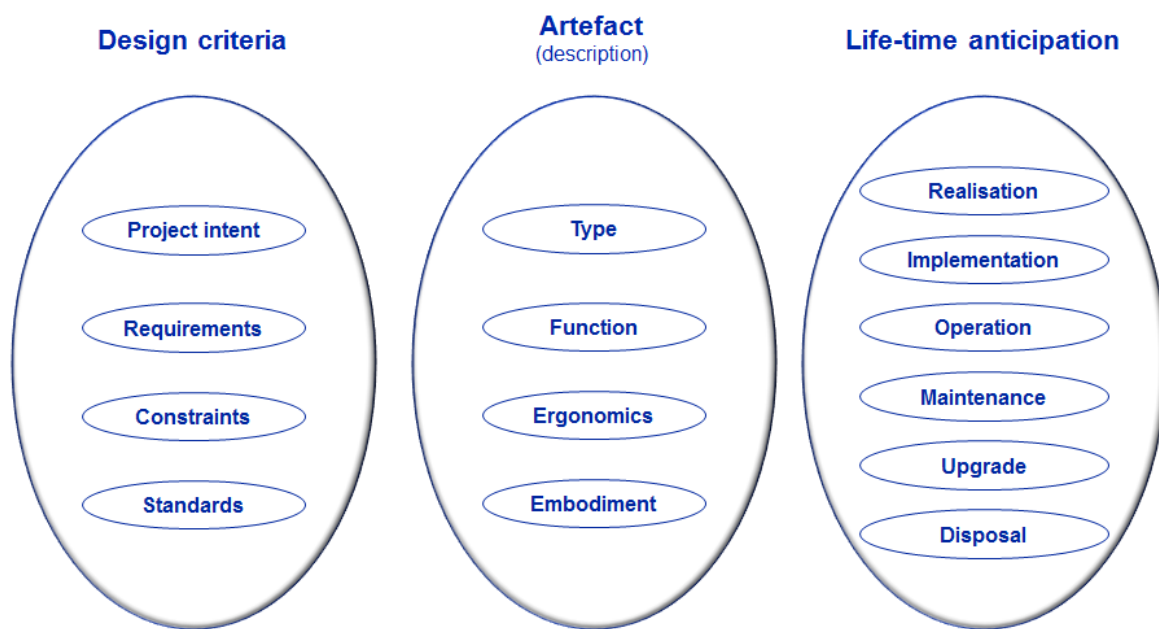 Design criteria
Artefact
(description)
Life-time anticipation
Project intent
Requirements
Constraints
Standards
Type
Function
Ergonomics
Embodiment
Realisation
Implementation
Operation
Maintenance
Upgrade
Disposal